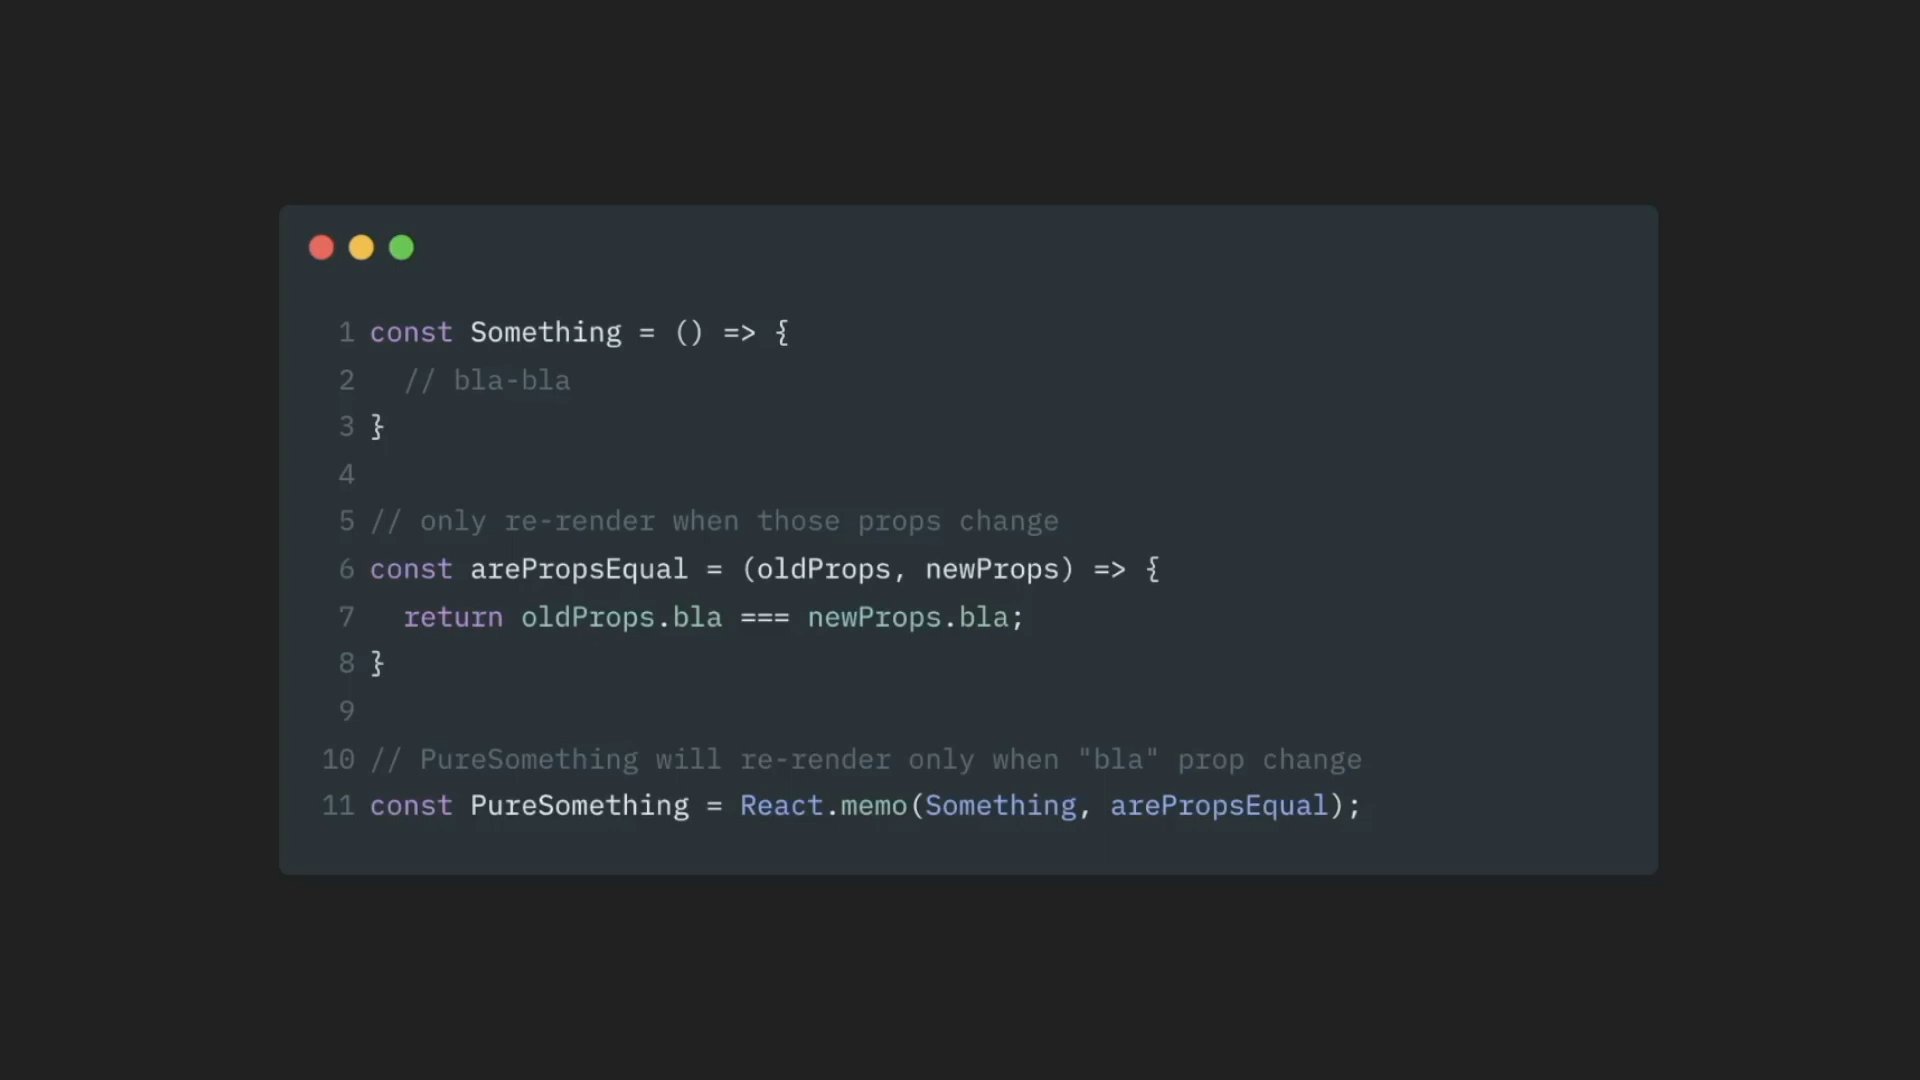 1 const Something = () => {
2   // bla-bla
3 }
4
5 // only re-render when those props change
6 const arePropsEqual = (oldProps, newProps) => {
7   return oldProps.bla === newProps.bla;
8 }
9
10 // PureSomething will re-render only when "bla" prop change
11 const PureSomething = React.memo(Something, arePropsEqual);